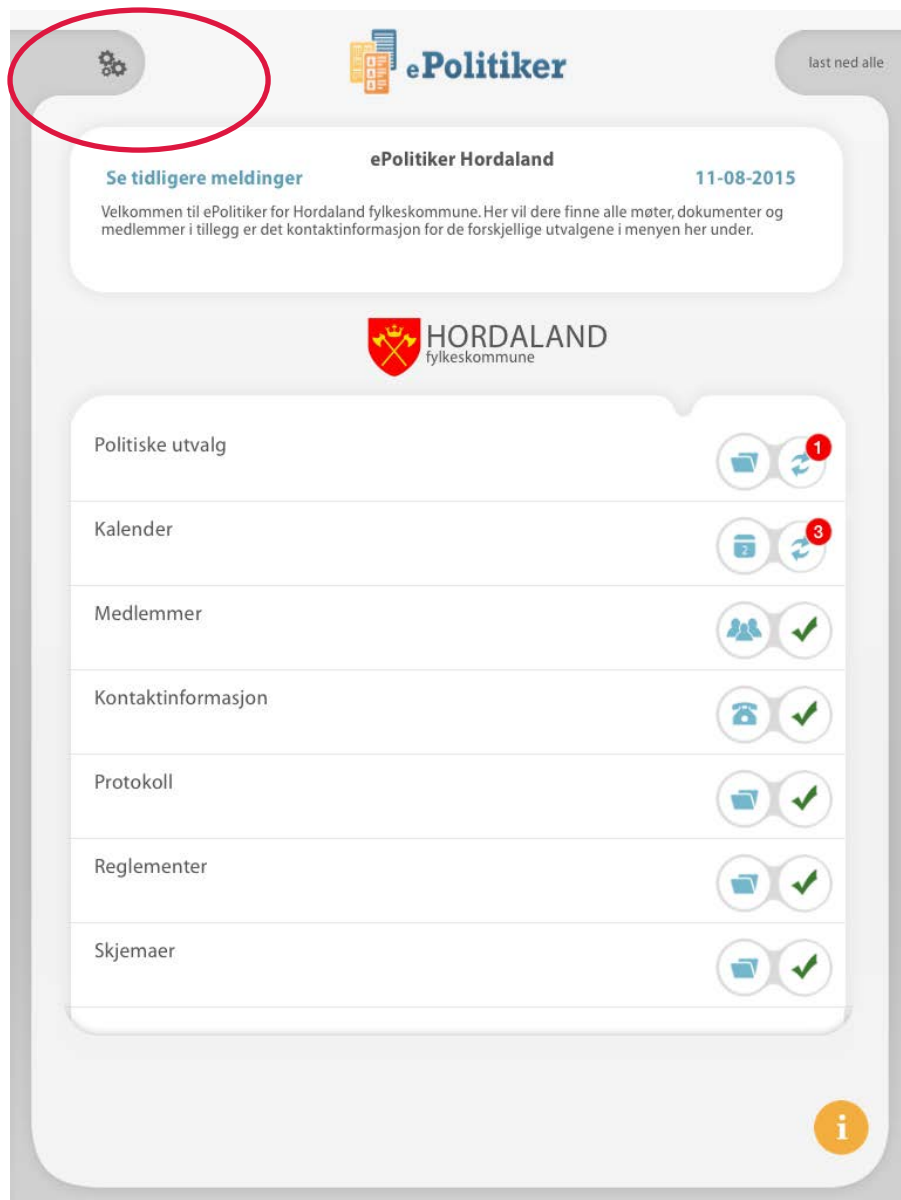 ePolitiker
last ned alle
ePolitiker Hordaland
Se tidligere meldinger
11-08-2015
Velkommen til ePolitiker for Hordaland fylkeskommune. Her vil dere finne alle møter, dokumenter og
medlemmer i tillegg er det kontaktinformasjon for de forskjellige utvalgene i menyen her under.
HORDALAND
fylkeskommune
Politiske utvalg
1
Kalender
2
3
Medlemmer
Kontaktinformasjon
Protokoll
Reglementer
Skjemaer
i